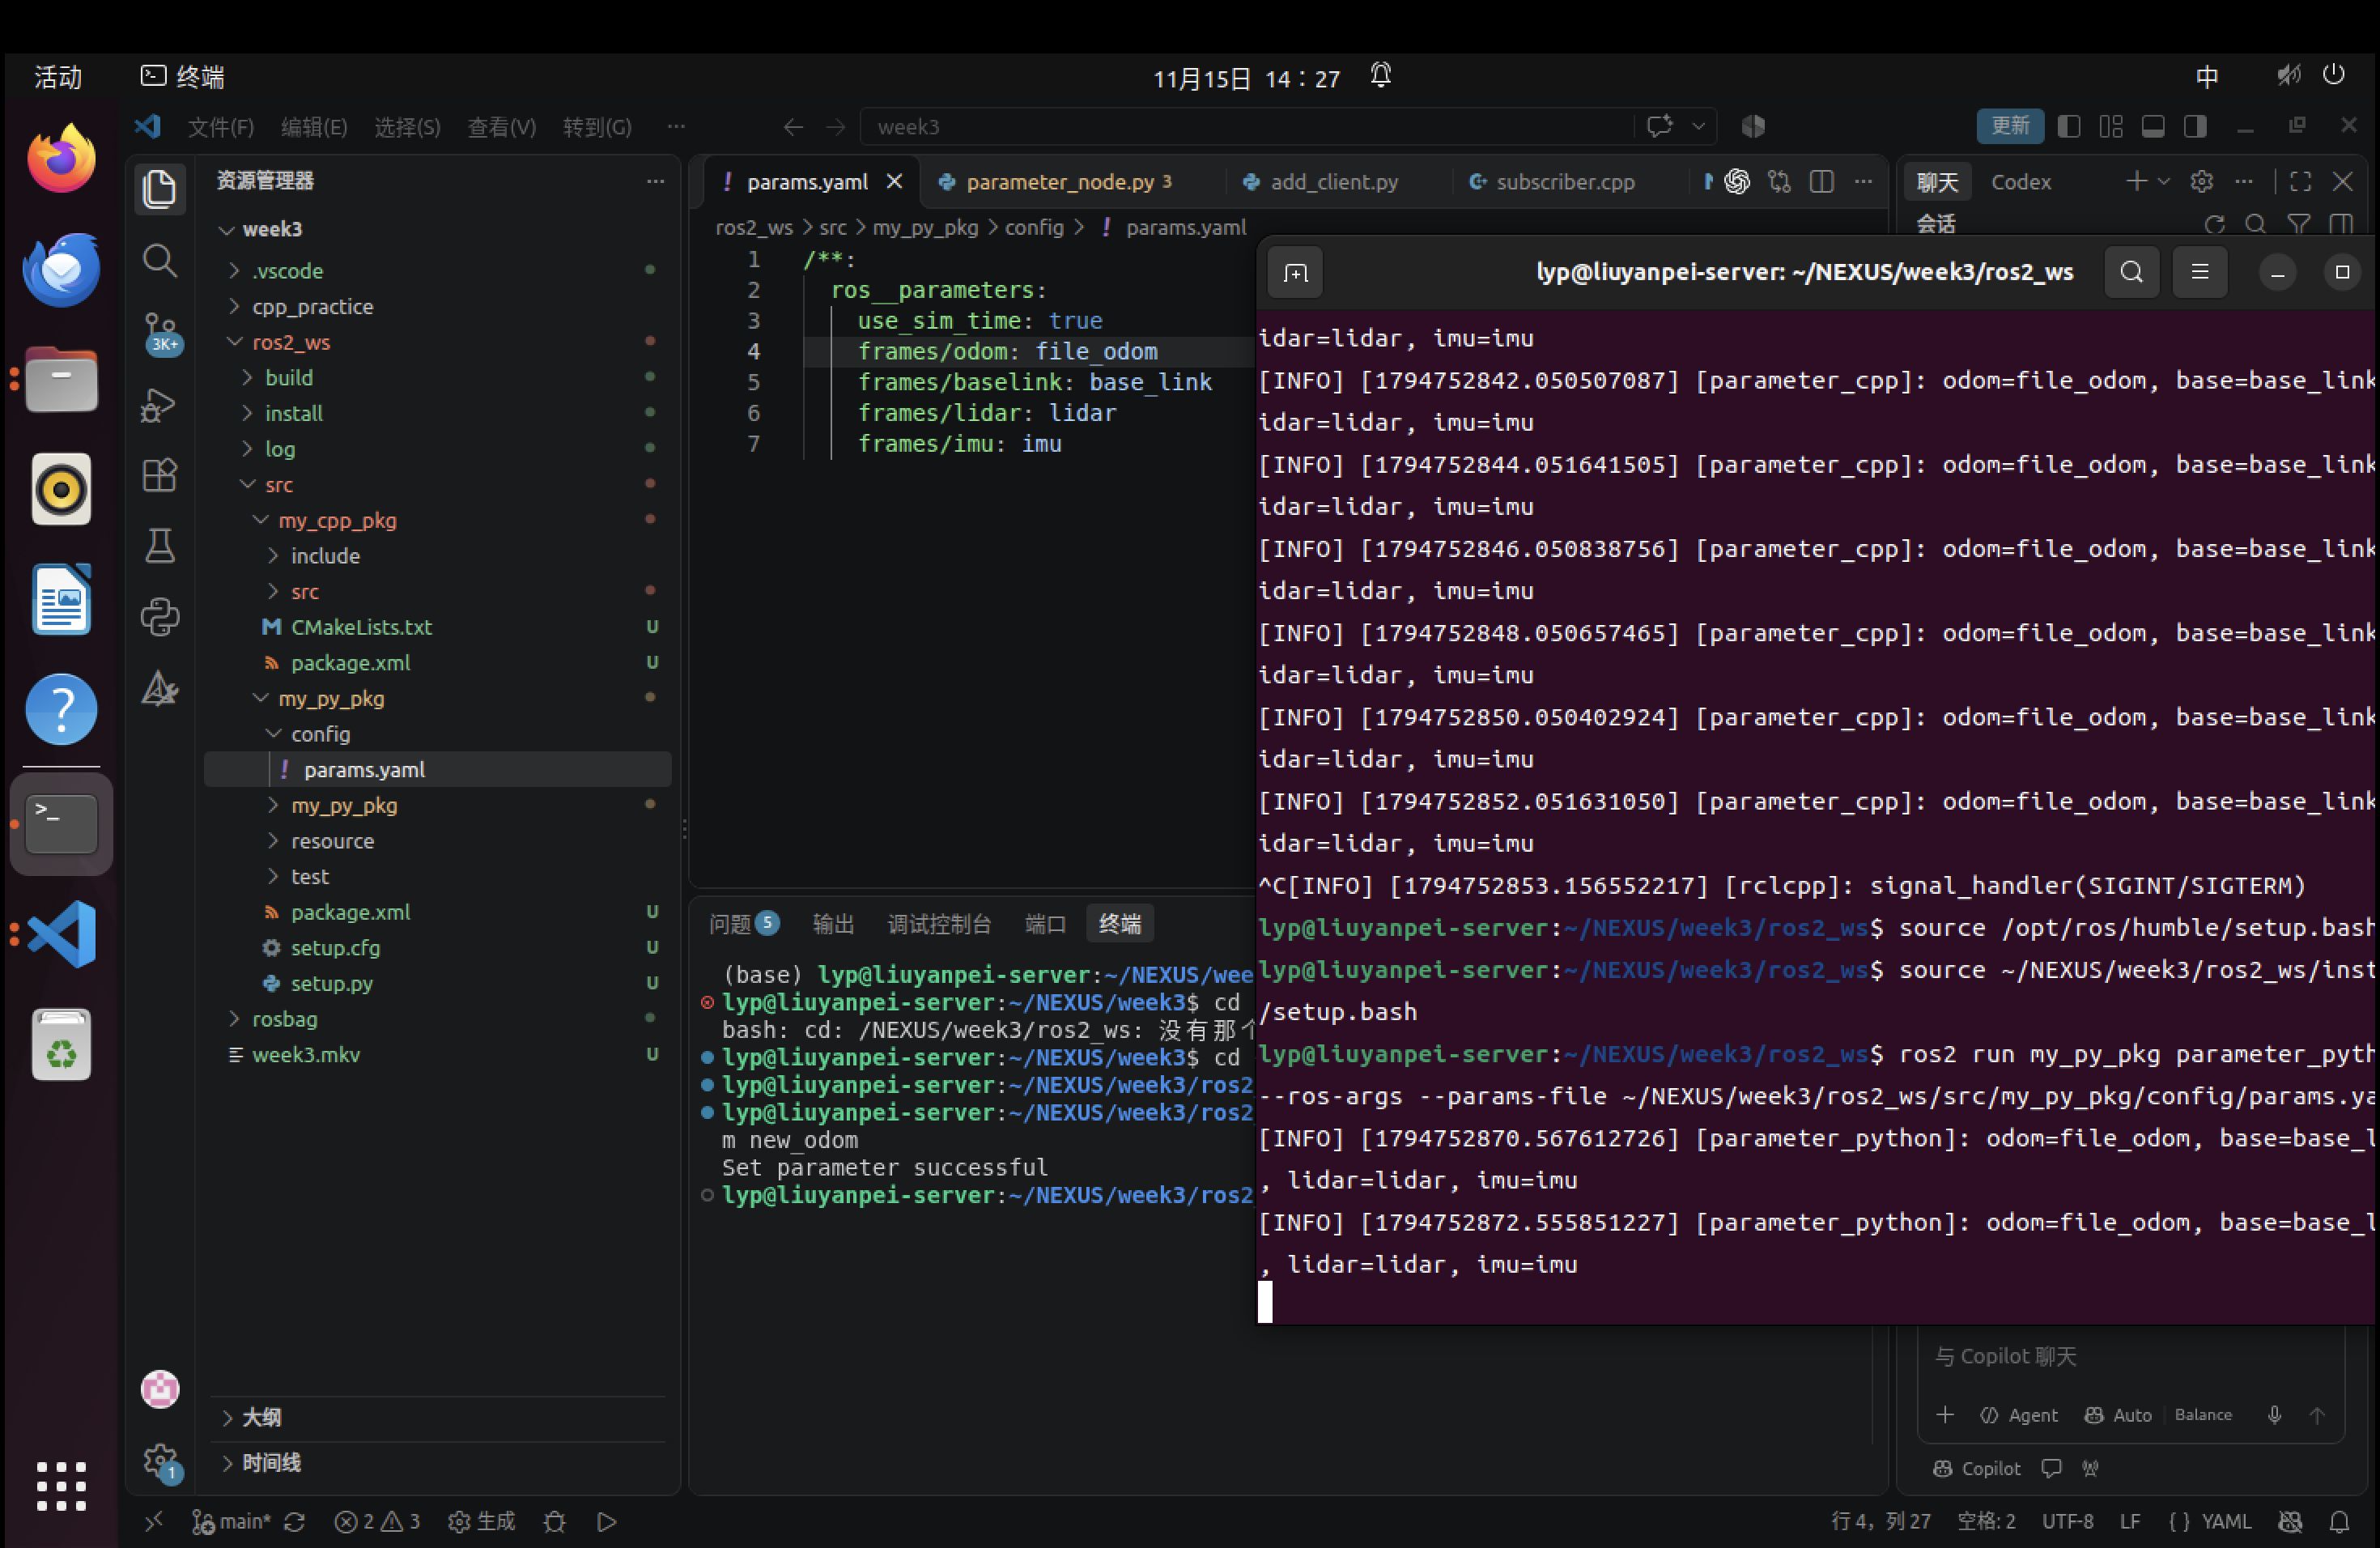 活动
终端
11月15日 14：27
中
文件(F) 编辑(E) 选择(S) 查看(V) 转到(G) ···
week3
更新
资源管理器
week3
.vscode
cpp_practice
ros2_ws
build
install
log
src
my_cpp_pkg
include
src
CMakeLists.txt U
package.xml U
my_py_pkg
config
params.yaml
my_py_pkg
resource
test
package.xml U
setup.cfg U
setup.py U
rosbag
week3.mkv U
大纲
时间线
3K+
1
params.yaml
parameter_node.py 3
add_client.py
subscriber.cpp
ros2_ws > src > my_py_pkg > config > ! params.yaml
1 /**:
2 ros__parameters:
3 use_sim_time: true
4 frames/odom: file_odom
5 frames/baselink: base_link
6 frames/lidar: lidar
7 frames/imu: imu
聊天 Codex
会话
问题 5 输出 调试控制台 端口 终端
(base) lyp@liuyanpei-server:~/NEXUS/wee
lyp@liuyanpei-server:~/NEXUS/week3$ cd
bash: cd: /NEXUS/week3/ros2_ws: 没有那个
lyp@liuyanpei-server:~/NEXUS/week3$ cd
lyp@liuyanpei-server:~/NEXUS/week3/ros2
lyp@liuyanpei-server:~/NEXUS/week3/ros2
m new_odom
Set parameter successful
lyp@liuyanpei-server:~/NEXUS/week3/ros2
lyp@liuyanpei-server: ~/NEXUS/week3/ros2_ws
idar=lidar, imu=imu
[INFO] [1794752842.050507087] [parameter_cpp]: odom=file_odom, base=base_link
idar=lidar, imu=imu
[INFO] [1794752844.051641505] [parameter_cpp]: odom=file_odom, base=base_link
idar=lidar, imu=imu
[INFO] [1794752846.050838756] [parameter_cpp]: odom=file_odom, base=base_link
idar=lidar, imu=imu
[INFO] [1794752848.050657465] [parameter_cpp]: odom=file_odom, base=base_link
idar=lidar, imu=imu
[INFO] [1794752850.050402924] [parameter_cpp]: odom=file_odom, base=base_link
idar=lidar, imu=imu
[INFO] [1794752852.051631050] [parameter_cpp]: odom=file_odom, base=base_link
idar=lidar, imu=imu
^C[INFO] [1794752853.156552217] [rclcpp]: signal_handler(SIGINT/SIGTERM)
lyp@liuyanpei-server:~/NEXUS/week3/ros2_ws$ source /opt/ros/humble/setup.bash
lyp@liuyanpei-server:~/NEXUS/week3/ros2_ws$ source ~/NEXUS/week3/ros2_ws/inst
/setup.bash
lyp@liuyanpei-server:~/NEXUS/week3/ros2_ws$ ros2 run my_py_pkg parameter_pyth
--ros-args --params-file ~/NEXUS/week3/ros2_ws/src/my_py_pkg/config/params.ya
[INFO] [1794752870.567612726] [parameter_python]: odom=file_odom, base=base_l
, lidar=lidar, imu=imu
[INFO] [1794752872.555851227] [parameter_python]: odom=file_odom, base=base_l
, lidar=lidar, imu=imu
与 Copilot 聊天
Agent Auto Balance
Copilot
main* 2 3 生成
行 4，列 27 空格: 2 UTF-8 LF { } YAML